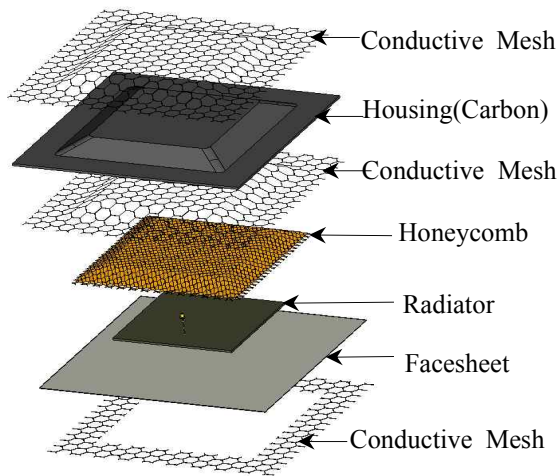 Conductive Mesh
Housing(Carbon)
Conductive Mesh
Honeycomb
Radiator
Facesheet
Conductive Mesh